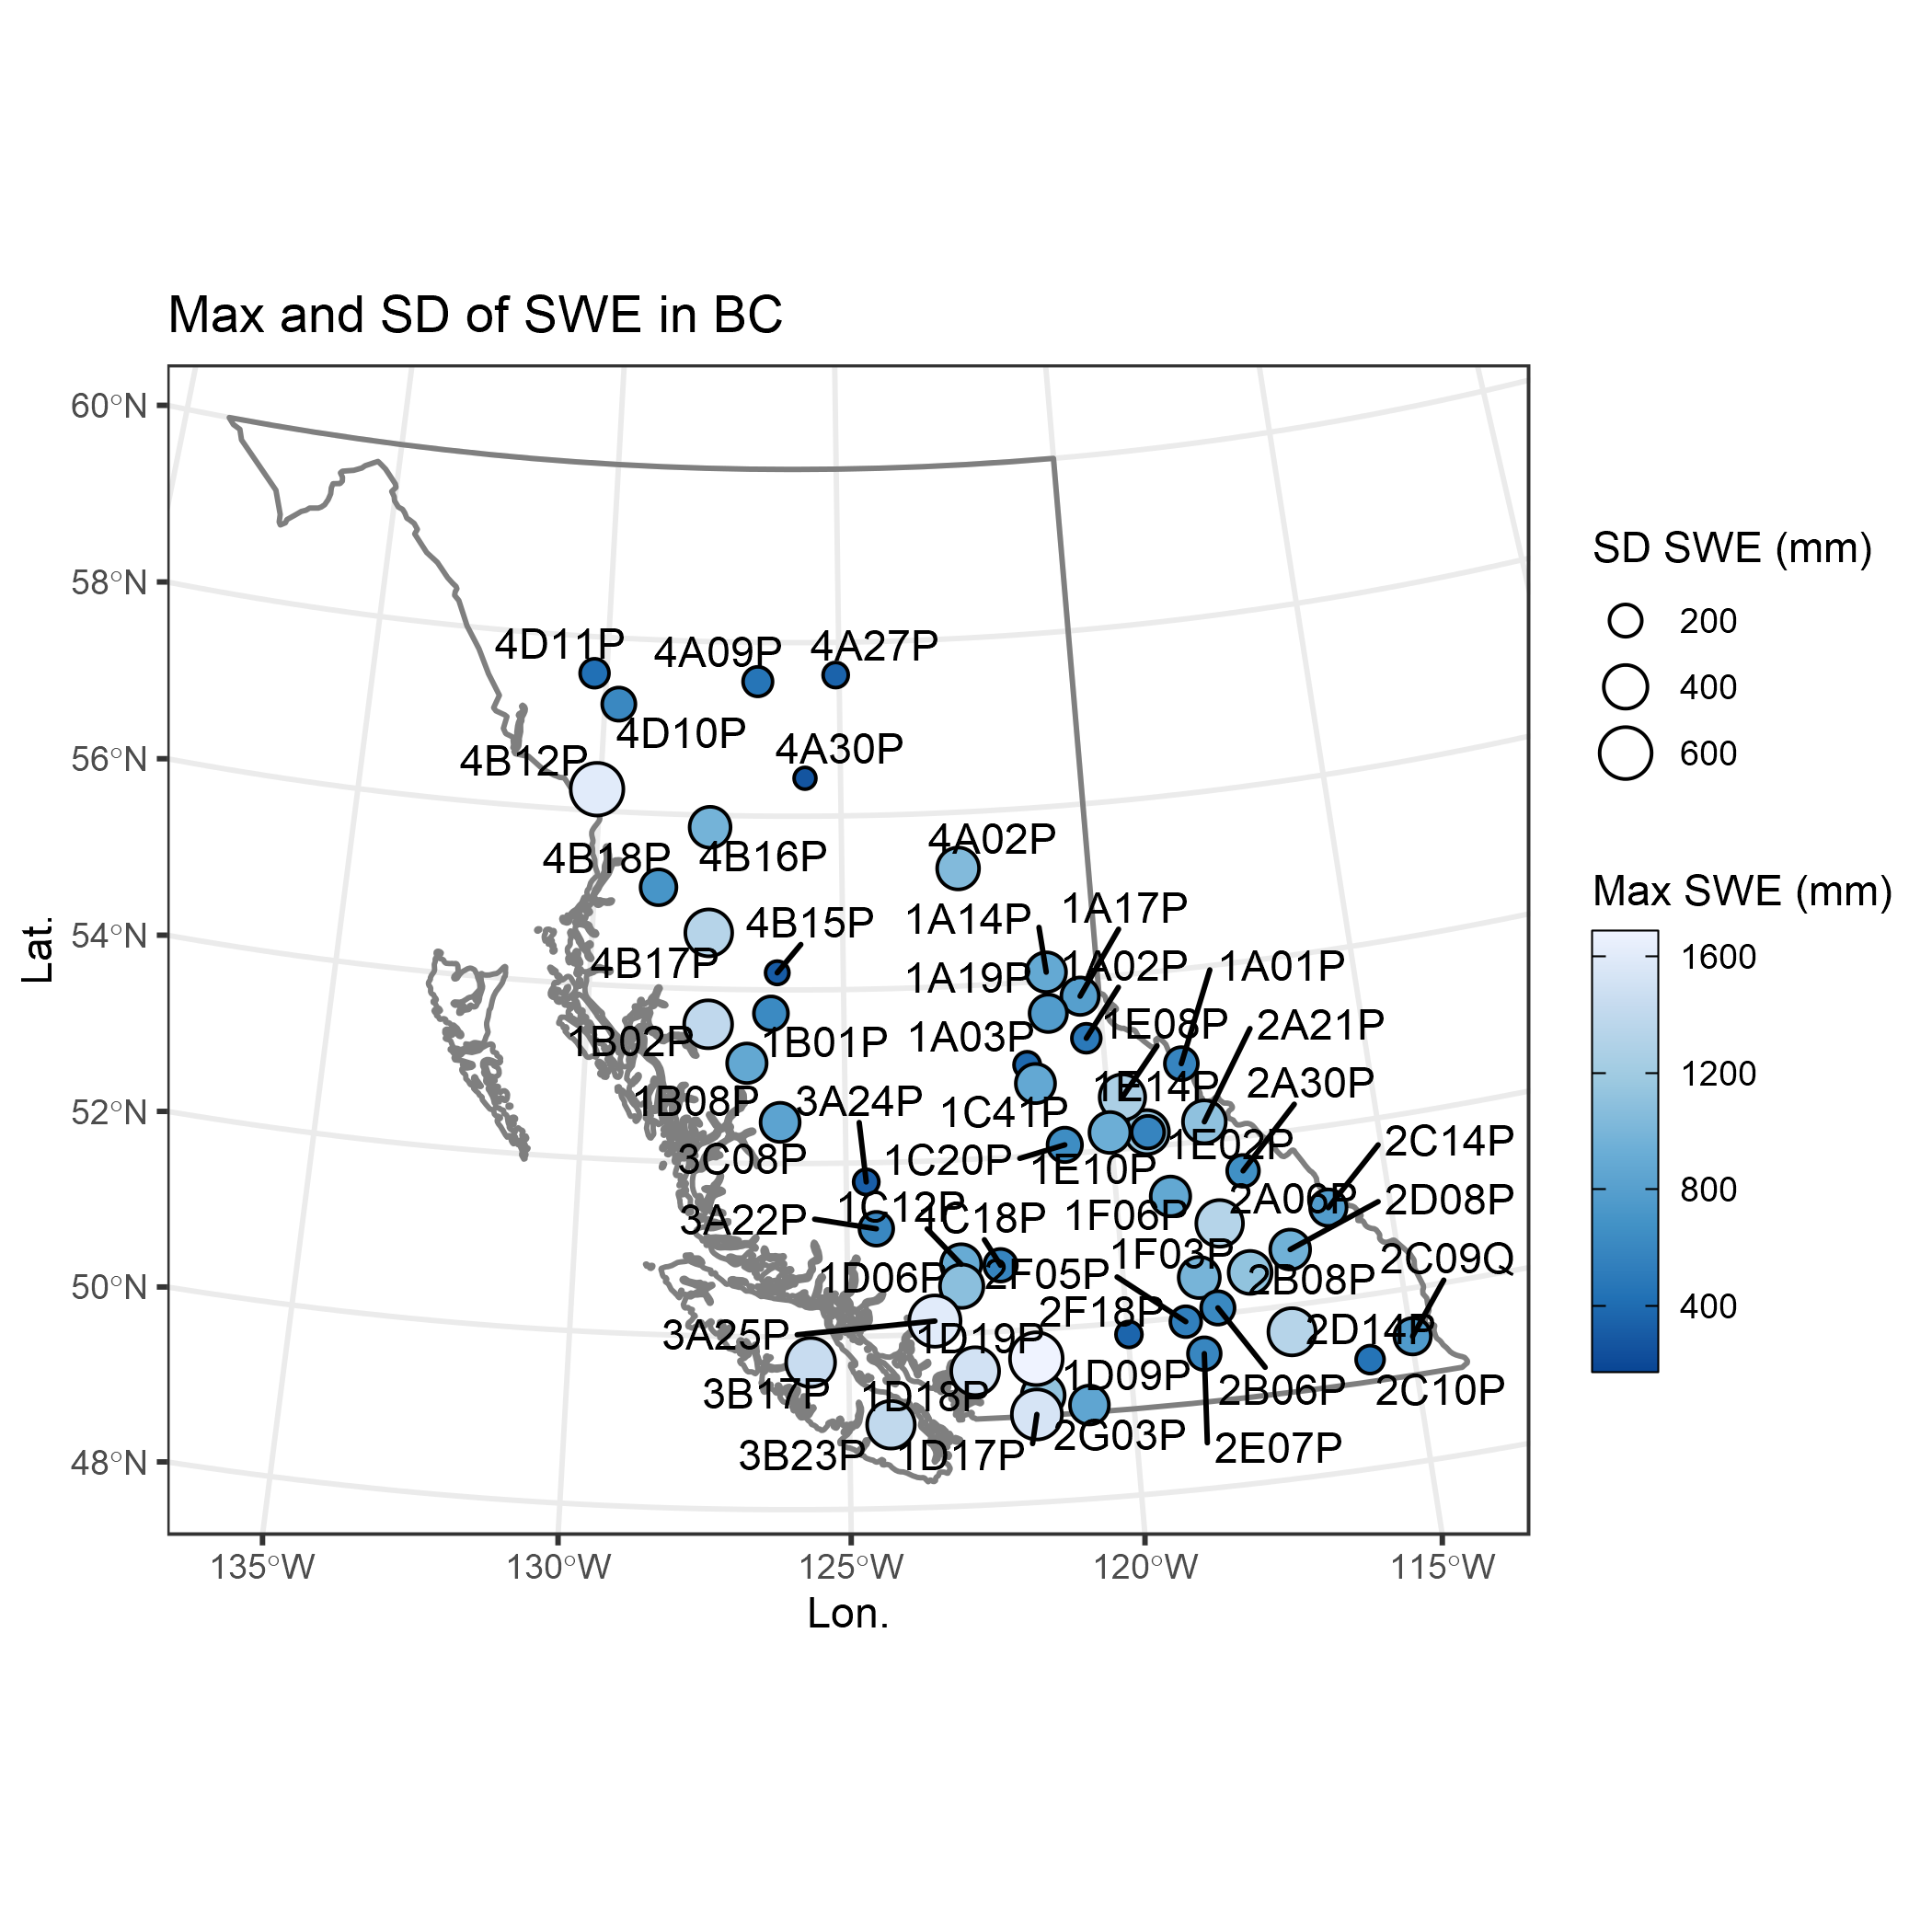 Max and SD of SWE in BC
60°N
58°N
56°N
54°N
52°N
50°N
48°N
Lat.
135°W
130°W
125°W
120°W
115°W
Lon.
4D11P
4A09P
4A27P
4D10P
4A30P
4B12P
4A02P
4B18P
4B16P
1A17P
1A14P
4B15P
4B17P
1A19P
1A02P
1A01P
1B02P
1B01P
1A03P
1E08P
2A21P
1B08P
3A24P
1C41P
1E14P
2A30P
3C08P
1C20P
1E10P
1E02P
2C14P
3A22P
1C12P
1C18P
1F06P
2A06P
2D08P
1D06P
2F05P
1F03P
2B08P
2C09Q
3A25P
1D19P
2F18P
2D14P
3B17P
1D18P
1D09P
2B06P
2C10P
3B23P
1D17P
2G03P
2E07P
SD SWE (mm)
200
400
600
Max SWE (mm)
1600
1200
800
400